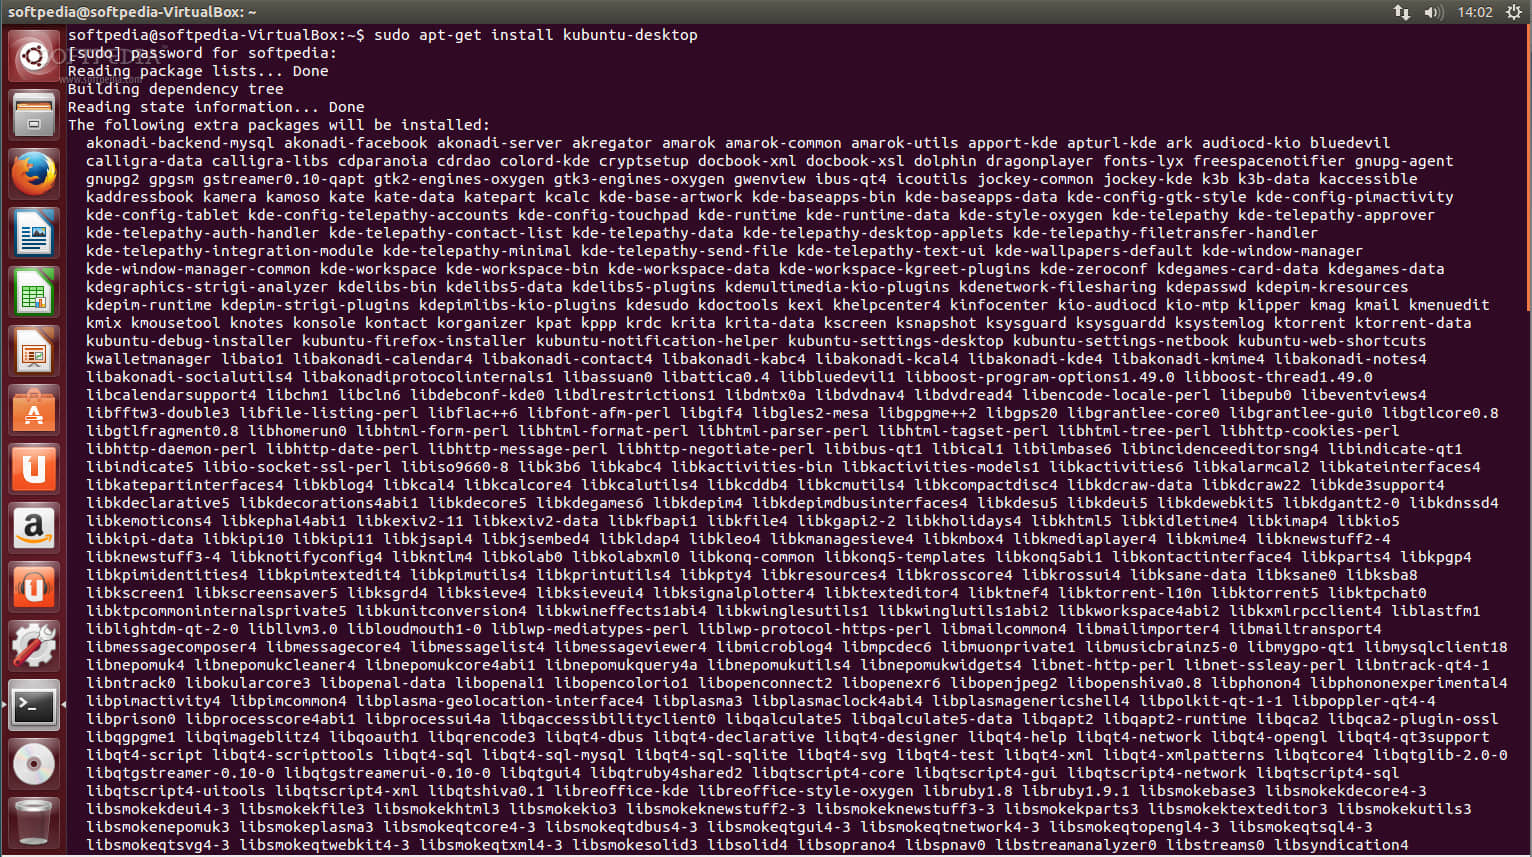 softpedia@softpedia-VirtualBox: ~
14:02
SOFTPEDIA
www.softpedia.com
softpedia@softpedia-VirtualBox:~$ sudo apt-get install kubuntu-desktop
[sudo] password for softpedia:
Reading package lists... Done
Building dependency tree
Reading state information... Done
The following extra packages will be installed:
akonadi-backend-mysql akonadi-facebook akonadi-server akregator amarok amarok-common amarok-utils apport-kde apturl-kde ark audiocd-kio bluedevil
calligra-data calligra-libs cdparanoia cdrdao colord-kde cryptsetup docbook-xml docbook-xsl dolphin dragonplayer fonts-lyx freespacenotifier gnupg-agent
gnupg2 gpgsm gstreamer0.10-qapt gtk2-engines-oxygen gtk3-engines-oxygen gwenview ibus-qt4 icoutils jockey-common jockey-kde k3b k3b-data kaccessible
kaddressbook kamera kamoso kate kate-data katepart kcalc kde-base-artwork kde-baseapps-bin kde-baseapps-data kde-config-gtk-style kde-config-pimactivity
kde-config-tablet kde-config-telepathy-accounts kde-config-touchpad kde-runtime kde-runtime-data kde-style-oxygen kde-telepathy kde-telepathy-approver
kde-telepathy-auth-handler kde-telepathy-contact-list kde-telepathy-data kde-telepathy-desktop-applets kde-telepathy-filetransfer-handler
kde-telepathy-integration-module kde-telepathy-minimal kde-telepathy-send-file kde-telepathy-text-ui kde-wallpapers-default kde-window-manager
kde-window-manager-common kde-workspace kde-workspace-bin kde-workspace-data kde-workspace-kgreet-plugins kde-zeroconf kdegames-card-data kdegames-data
kdegraphics-strigi-analyzer kdelibs-bin kdelibs5-data kdelibs5-plugins kdemultimedia-kio-plugins kdenetwork-filesharing kdepasswd kdepim-kresources
kdepim-runtime kdepim-strigi-plugins kdepimlibs-kio-plugins kdesudo kdoctools kexi khelpcenter4 kinfocenter kio-audiocd kio-mtp klipper kmag kmail kmenuedit
kmix kmousetool knotes konsole kontact korganizer kpat kppp krdc krita krita-data kscreen ksnapshot ksysguard ksysguardd ksystemlog ktorrent ktorrent-data
kubuntu-debug-installer kubuntu-firefox-installer kubuntu-notification-helper kubuntu-settings-desktop kubuntu-settings-netbook kubuntu-web-shortcuts
kwalletmanager libaio1 libakonadi-calendar4 libakonadi-contact4 libakonadi-kabc4 libakonadi-kcal4 libakonadi-kde4 libakonadi-kmime4 libakonadi-notes4
libakonadi-socialutils4 libakonadiprotocolinternals1 libassuan0 libattica0.4 libbluedevil1 libboost-program-options1.49.0 libboost-thread1.49.0
libcalendarsupport4 libchm1 libcln6 libdebconf-kde0 libdlrestrictions1 libdmtx0a libdvdnav4 libdvdread4 libencode-locale-perl libepub0 libeventviews4
libfftw3-double3 libfile-listing-perl libflac++6 libfont-afm-perl libgif4 libgles2-mesa libgpgme++2 libgps20 libgrantlee-core0 libgrantlee-gui0 libgtlcore0.8
libgtlfragment0.8 libhomerun0 libhtml-form-perl libhtml-format-perl libhtml-parser-perl libhtml-tagset-perl libhtml-tree-perl libhttp-cookies-perl
libhttp-daemon-perl libhttp-date-perl libhttp-message-perl libhttp-negotiate-perl libibus-qt1 libical1 libilmbase6 libincidenceeditorsng4 libindicate-qt1
libindicate5 libio-socket-ssl-perl libiso9660-8 libk3b6 libkabc4 libkactivities-bin libkactivities-models1 libkactivities6 libkalarmcal2 libkateinterfaces4
libkatepartinterfaces4 libkblog4 libkcal4 libkcalcore4 libkcalutils4 libkcddb4 libkcmutils4 libkcompactdisc4 libkdcraw-data libkdcraw22 libkde3support4
libkdeclarative5 libkdecorations4abi1 libkdecore5 libkdegames6 libkdepim4 libkdepimdbusinterfaces4 libkdesu5 libkdeui5 libkdewebkit5 libkdgantt2-0 libkdnssd4
libkemoticons4 libkephal4abi1 libkexiv2-11 libkexiv2-data libkfbapi1 libkfile4 libkgapi2-2 libkholidays4 libkhtml5 libkidletime4 libkimap4 libkio5
libkipi-data libkipi10 libkipi11 libkjsapi4 libkjsembed4 libkldap4 libkleo4 libkmanagesieve4 libkmbox4 libkmediaplayer4 libkmime4 libknewstuff2-4
libknewstuff3-4 libknotifyconfig4 libkntlm4 libkolab0 libkolabxml0 libkonq-common libkonq5-templates libkonq5abi1 libkontactinterface4 libkparts4 libkpgp4
libkpimidentities4 libkpimtextedit4 libkpimutils4 libkprintutils4 libkpty4 libkresources4 libkrosscore4 libkrossui4 libksane-data libksane0 libksba8
libkscreen1 libkscreensaver5 libksgrd4 libksieve4 libksieveui4 libksignalplotter4 libktexteditor4 libktnef4 libktorrent-l10n libktorrent5 libktpchat0
libktpcommoninternalsprivate5 libkunitconversion4 libkwineffects1abi4 libkwinglesutils1 libkwinglutils1abi2 libkworkspace4abi2 libkxmlrpcclient4 liblastfm1
liblightdm-qt-2-0 libllvm3.0 libloudmouth1-0 liblwp-mediatypes-perl liblwp-protocol-https-perl libmailcommon4 libmailimporter4 libmailtransport4
libmessagecomposer4 libmessagecore4 libmessagelist4 libmessageviewer4 libmicroblog4 libmpcdec6 libmuonprivate1 libmusicbrainz5-0 libmygpo-qt1 libmysqlclient18
libnepomuk4 libnepomukcleaner4 libnepomukcore4abi1 libnepomukquery4a libnepomukutils4 libnepomukwidgets4 libnet-http-perl libnet-ssleay-perl libntrack-qt4-1
libntrack0 libokularcore3 libopenal-data libopenal1 libopencolorio1 libopenconnect2 libopenexr6 libopenjpeg2 libopenshiva0.8 libphonon4 libphononexperimental4
libpimactivity4 libpimcommon4 libplasma-geolocation-interface4 libplasma3 libplasmaclock4abi4 libplasmagenericshell4 libpolkit-qt-1-1 libpoppler-qt4-4
libprison0 libprocesscore4abi1 libprocessui4a libqaccessibilityclient0 libqalculate5 libqalculate5-data libqapt2 libqapt2-runtime libqca2 libqca2-plugin-ossl
libqgpgme1 libqimageblitz4 libqoauth1 libqrencode3 libqt4-dbus libqt4-declarative libqt4-designer libqt4-help libqt4-network libqt4-opengl libqt4-qt3support
libqt4-script libqt4-scripttools libqt4-sql libqt4-sql-mysql libqt4-sql-sqlite libqt4-svg libqt4-test libqt4-xml libqt4-xmlpatterns libqtcore4 libqtglib-2.0-0
libqtgstreamer-0.10-0 libqtgstreamerui-0.10-0 libqtgui4 libqtruby4shared2 libqtscript4-core libqtscript4-gui libqtscript4-network libqtscript4-sql
libqtscript4-uitools libqtscript4-xml libqtshiva0.1 libreoffice-kde libreoffice-style-oxygen libruby1.8 libruby1.9.1 libsmokebase3 libsmokekdecore4-3
libsmokekdeui4-3 libsmokekfile3 libsmokekhtml3 libsmokekio3 libsmokeknewstuff2-3 libsmokeknewstuff3-3 libsmokekparts3 libsmokektexteditor3 libsmokekutils3
libsmokenepomuk3 libsmokeplasma3 libsmokeqtcore4-3 libsmokeqtdbus4-3 libsmokeqtgui4-3 libsmokeqtnetwork4-3 libsmokeqtopengl4-3 libsmokeqtsql4-3
libsmokeqtsvg4-3 libsmokeqtwebkit4-3 libsmokeqtxml4-3 libsmokesolid3 libsolid4 libsoprano4 libspnav0 libstreamanalyzer0 libstreams0 libsyndication4